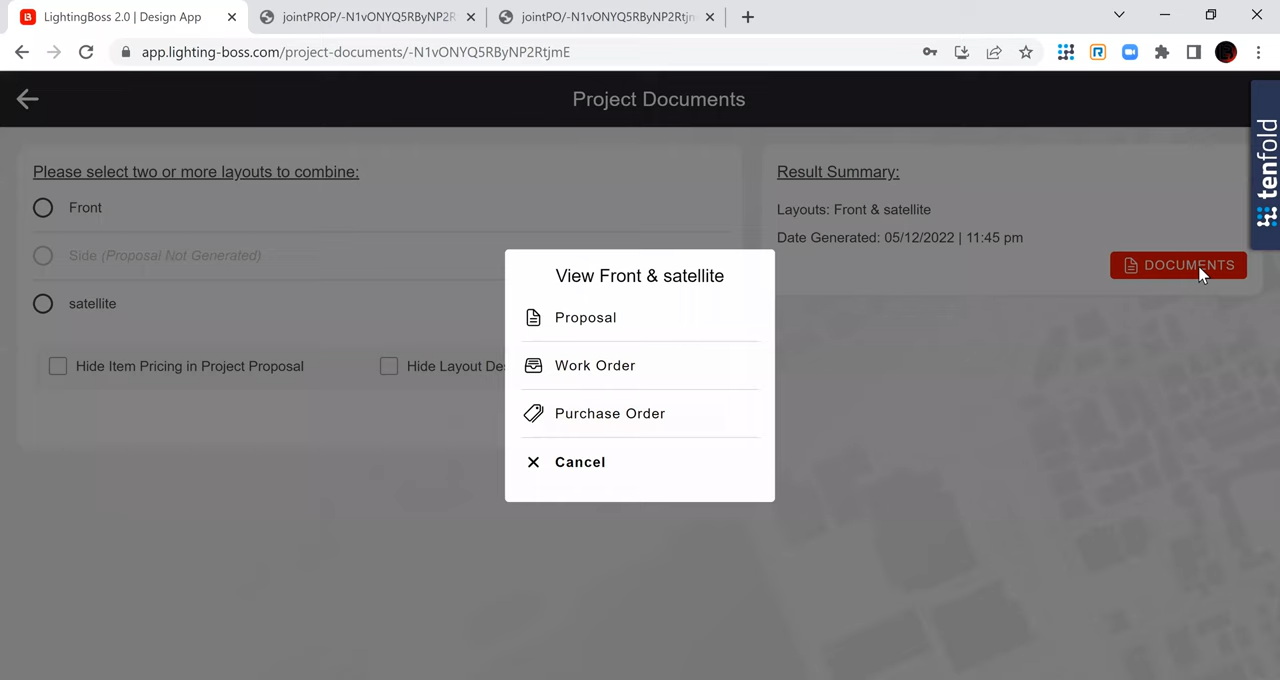 LightingBoss 2.0 | Design App
jointPROP/-N1vONYQ5RByNP2R
jointPO/-N1vONYQ5RByNP2Rtjm
app.lighting-boss.com/project-documents/-N1vONYQ5RByNP2RtjmE
Project Documents
tenfold
Please select two or more layouts to combine:
Front
Side (Proposal Not Generated)
satellite
Hide Item Pricing in Project Proposal
Hide Layout De
Result Summary:
Layouts: Front & satellite
Date Generated: 05/12/2022 | 11:45 pm
DOCUMENTS
View Front & satellite
Proposal
Work Order
Purchase Order
Cancel